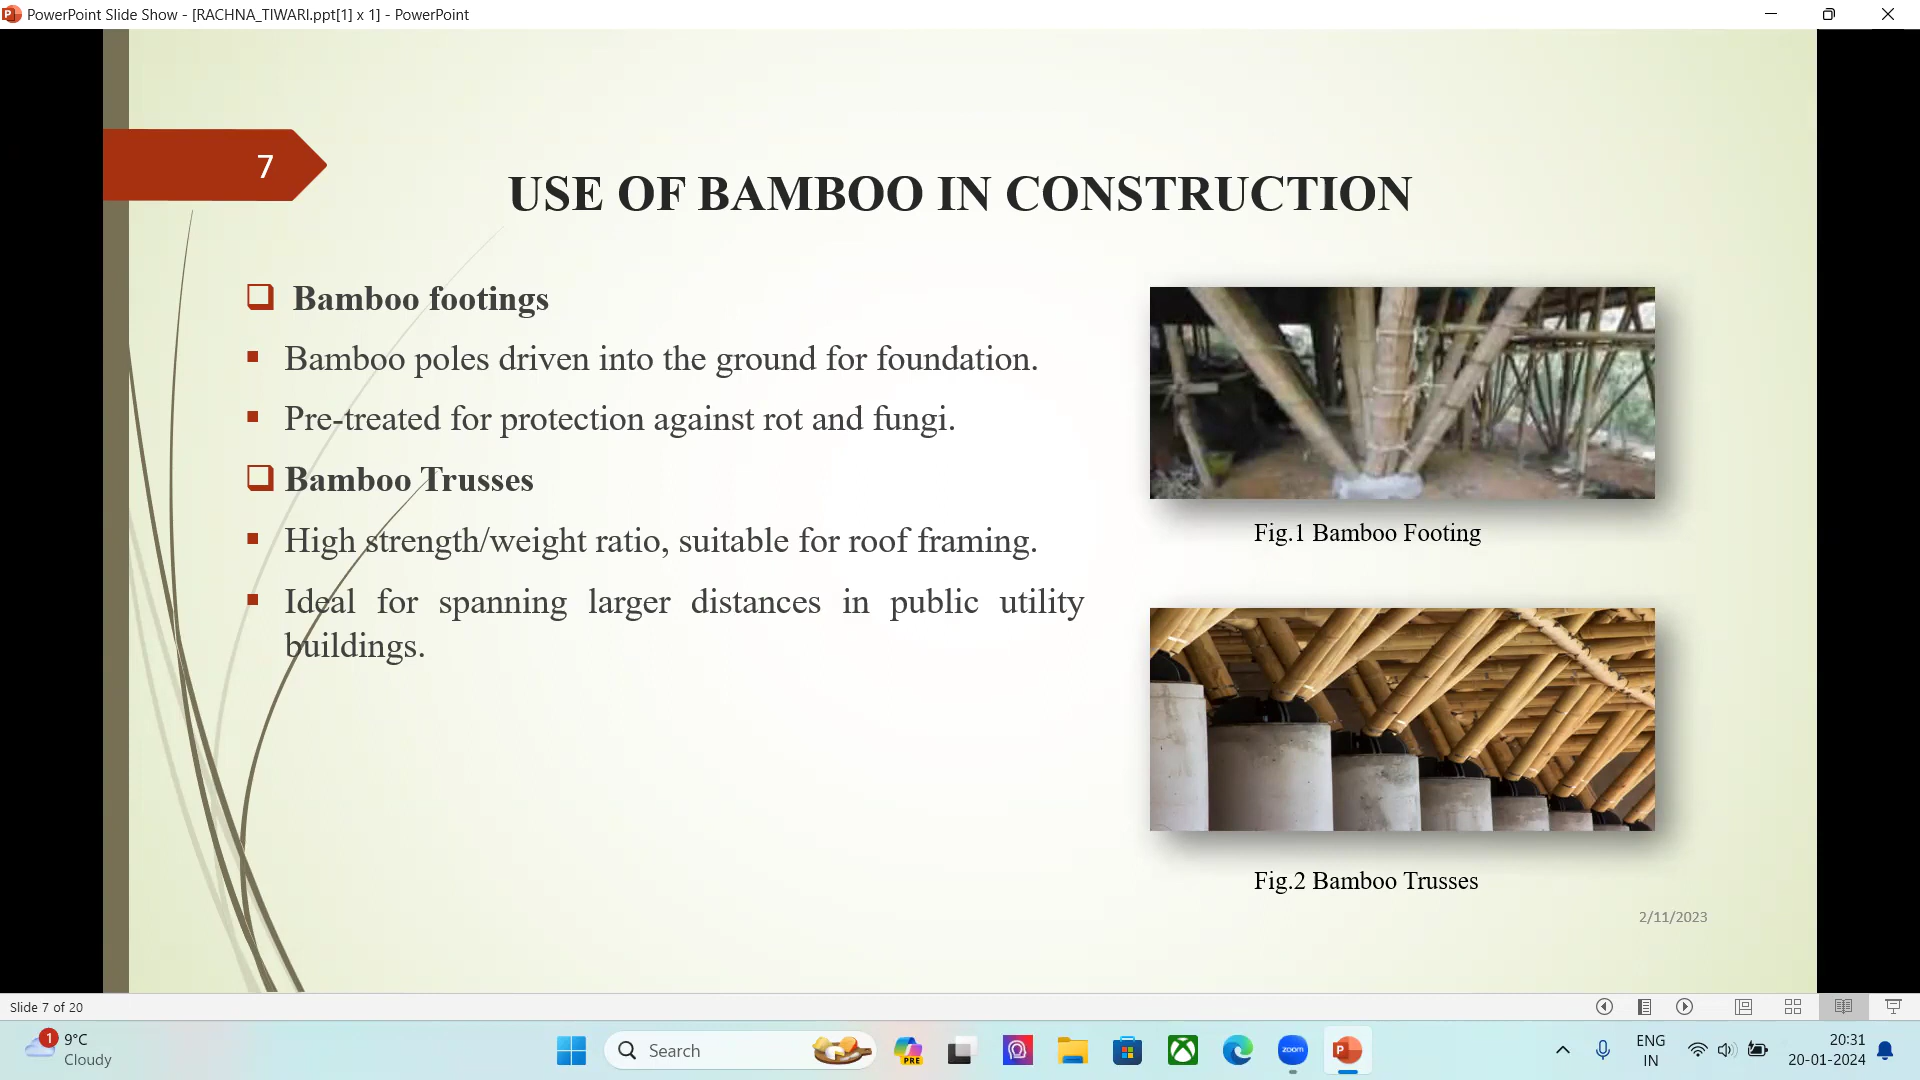 PowerPoint Slide Show - [RACHNA_TIWARI.ppt[1] x 1] - PowerPoint
7
USE OF BAMBOO IN CONSTRUCTION
Bamboo footings
Bamboo poles driven into the ground for foundation.
Pre-treated for protection against rot and fungi.
Bamboo Trusses
High strength/weight ratio, suitable for roof framing.
Ideal for spanning larger distances in public utility
buildings.
Fig.1 Bamboo Footing
Fig.2 Bamboo Trusses
2/11/2023
Slide 7 of 20
1
9°C
Cloudy
Search
PRE
zoom
ENG
IN
20:31
20-01-2024